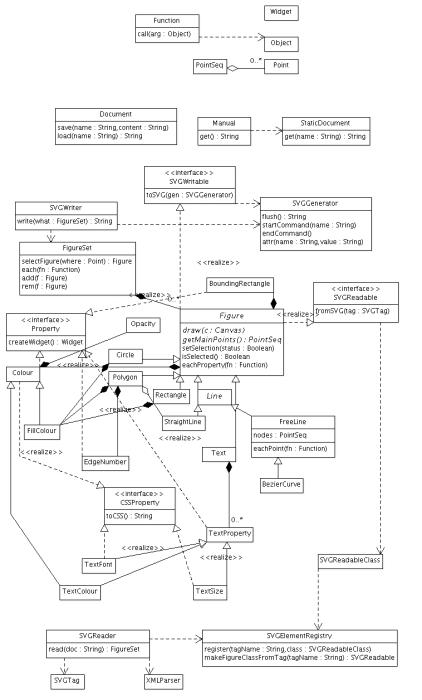 Function
call(arg : Object)
Widget
Object
PointSeq
0..*
Point
Document
save(name : String,content : String)
load(name : String) : String
Manual
get() : String
StaticDocument
get(name : String) : String
<<interface>>
SVGWritable
toSVG(gen : SVGGenerator)
SVGWriter
write(what : FigureSet) : String
SVGGenerator
flush() : String
startCommand(name : String)
endCommand()
attr(name : String,value : String)
FigureSet
selectFigure(where : Point) : Figure
each(fn : Function)
add(f : Figure)
rem(f : Figure)
<<realize>>
BoundingRectangle
<<realize>>
<<interface>>
SVGReadable
fromSVG(tag : SVGTag)
<<realize>>
<<interface>>
Property
createWidget() : Widget
Figure
draw(c : Canvas)
getMainPoints() : PointSeq
setSelection(status : Boolean)
isSelected() : Boolean
eachProperty(fn : Function)
Opacity
Circle
<<realize>>
Colour
Polygon
Rectangle
Line
<<realize>>
StraightLine
FreeLine
nodes : PointSeq
eachPoint(fn : Function)
FillColour
<<realize>>
<<realize>>
Text
EdgeNumber
BezierCurve
<<interface>>
CSSProperty
toCSS() : String
0..*
TextProperty
<<realize>>
<<realize>>
TextFont
SVGReadableClass
TextColour
TextSize
SVGReader
read(doc : String) : FigureSet
SVGElementRegistry
register(tagName : String,class : SVGReadableClass)
makeFigureClassFromTag(tagName : String) : SVGReadable
SVGTag
XMLParser